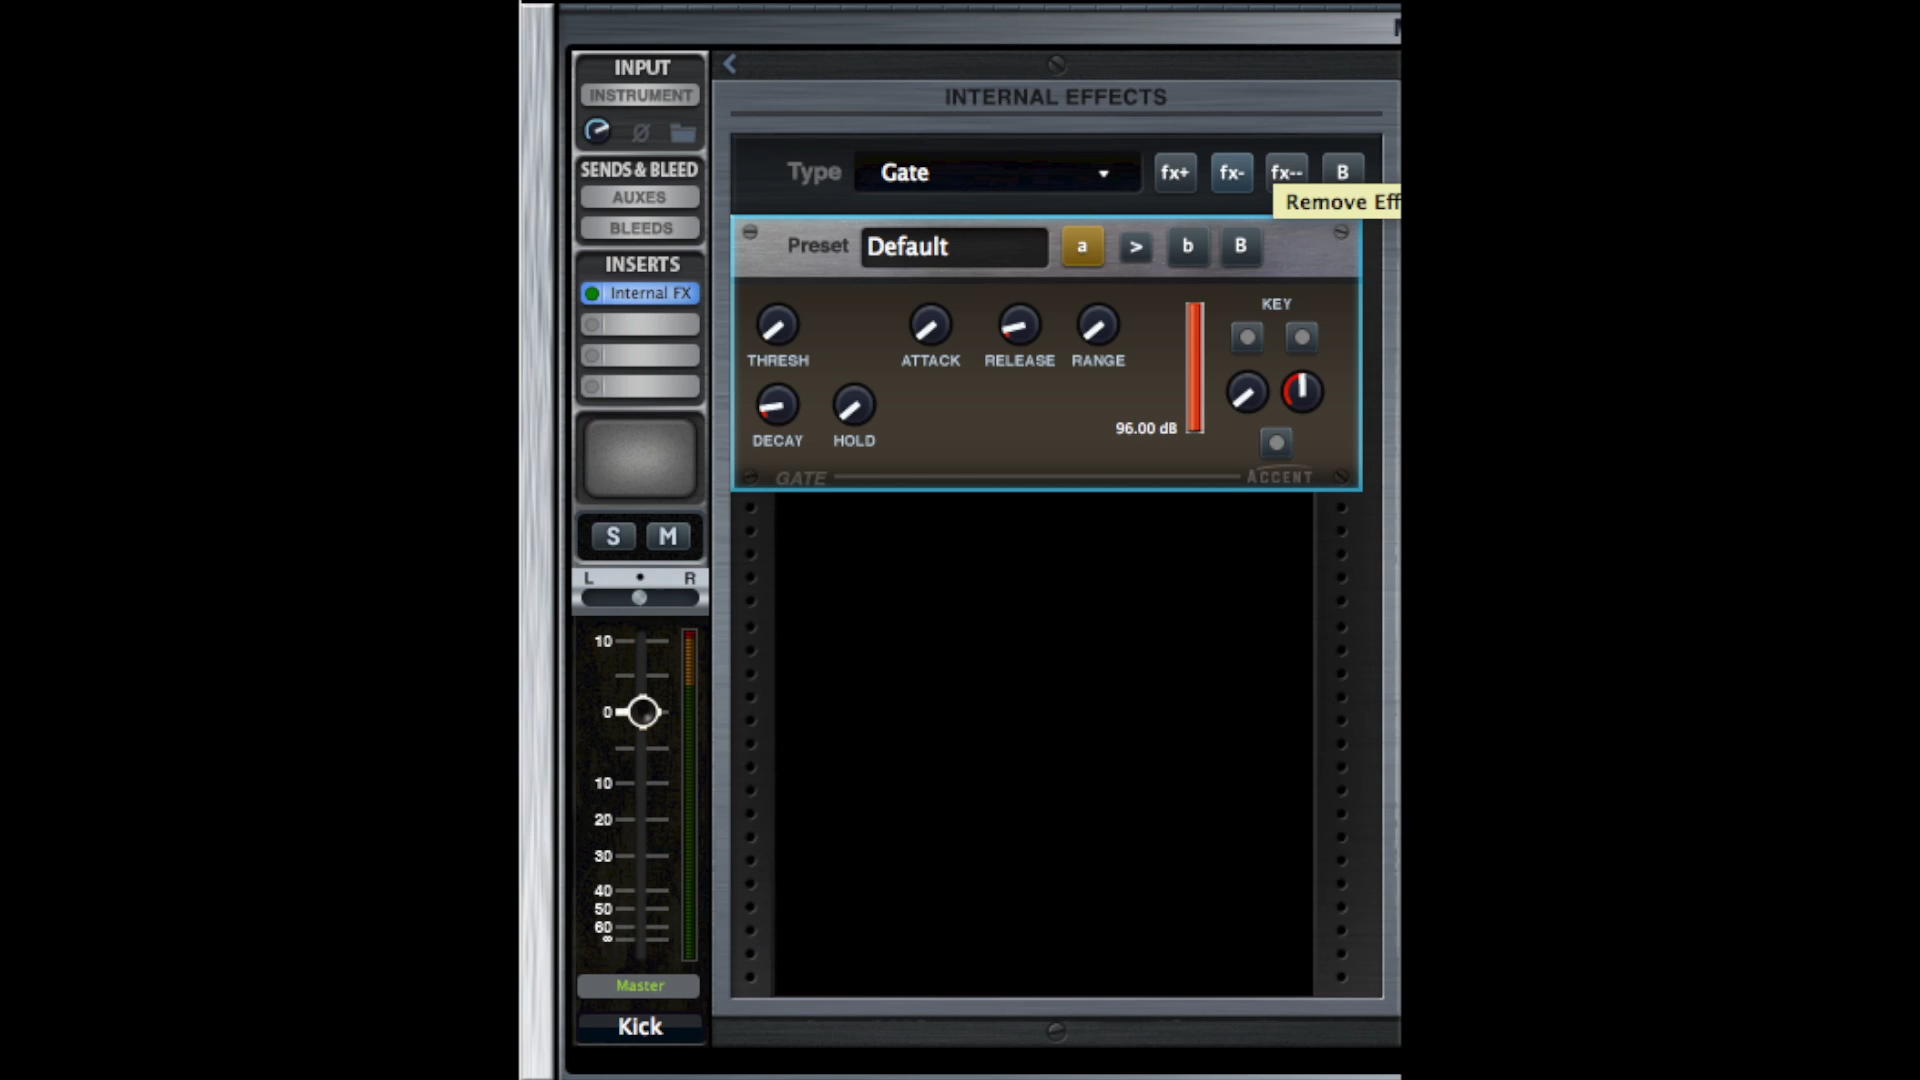 INPUT
INSTRUMENT
Ø
SENDS & BLEED
AUXES
BLEEDS
INSERTS
Internal FX
S M
L R
10
0
10
20
30
40
50
60
∞
Master
Kick
INTERNAL EFFECTS
Type Gate fx+ fx- fx-- B
Remove Eff
Preset Default a > b B
THRESH ATTACK RELEASE RANGE
KEY
DECAY HOLD
96.00 dB
GATE
ACCENT